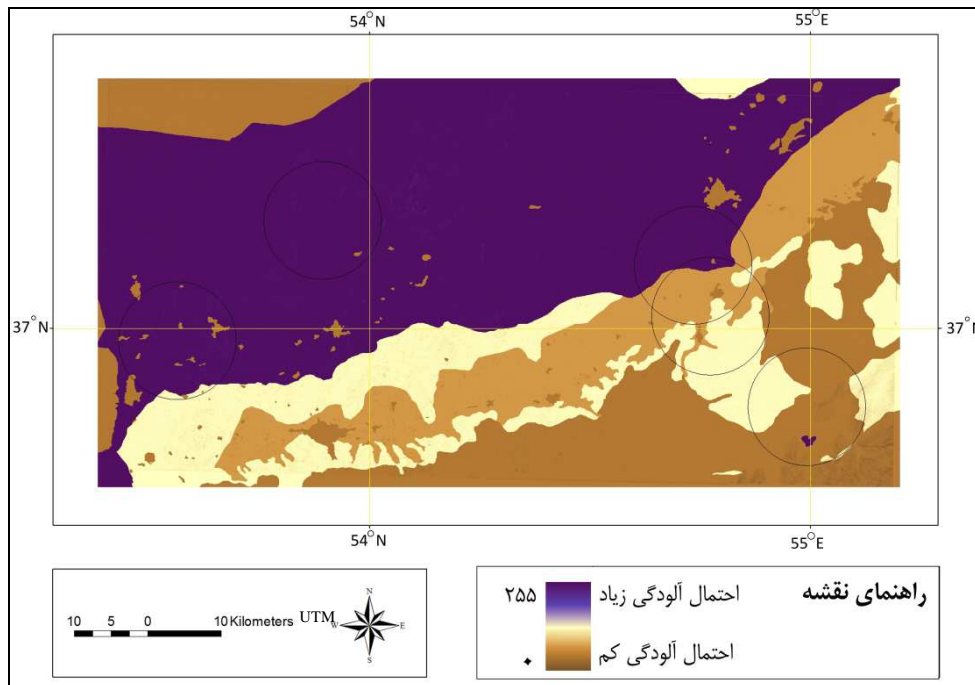 54°N 55°E
37°N 37°N
54°N 55°E
راهنمای نقشه
۲۵۵ احتمال آلودگی زیاد
۰ احتمال آلودگی کم
N
W E
S
10 5 0 10 Kilometers UTM